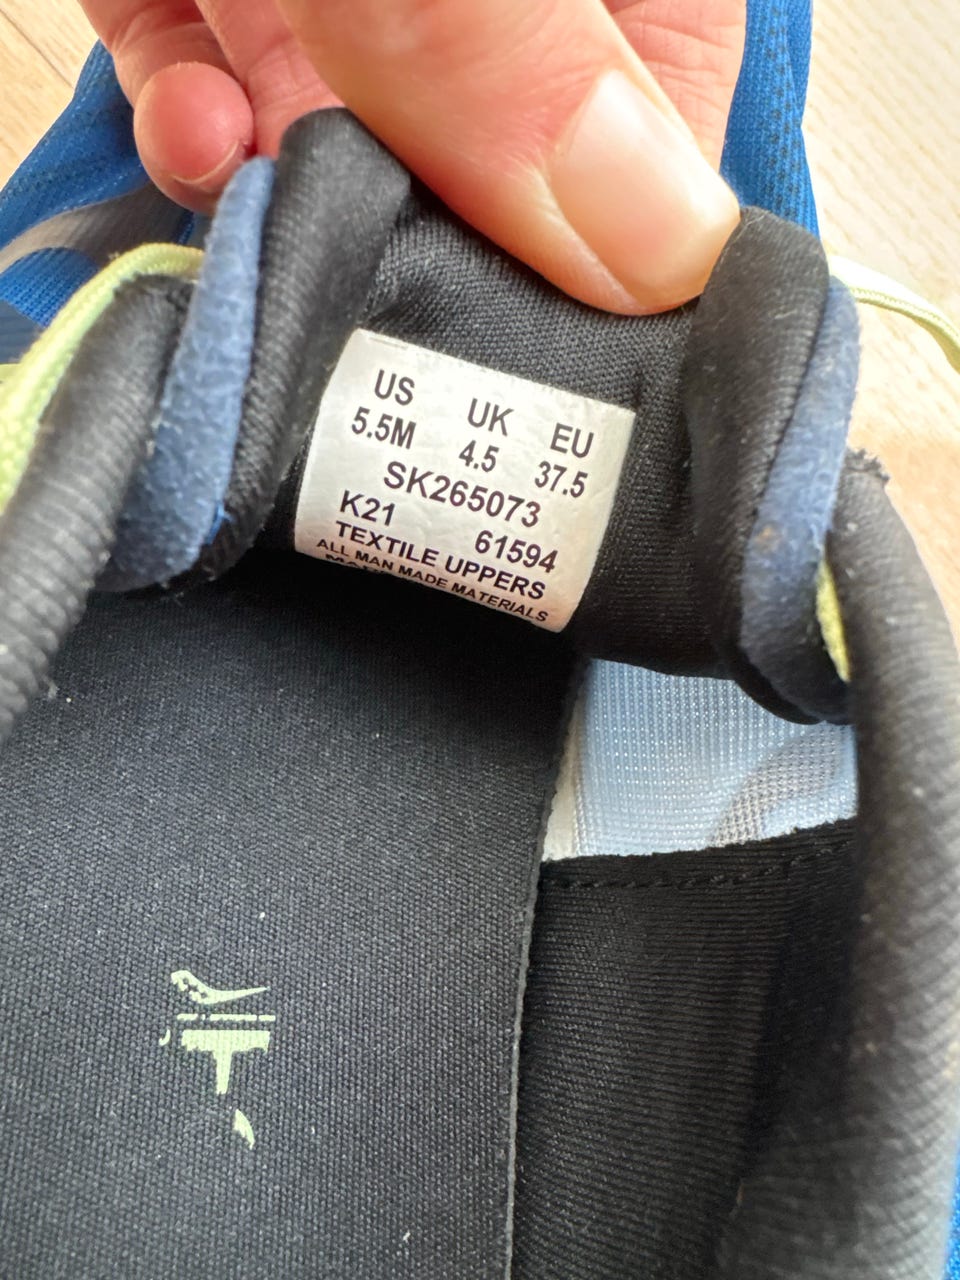 US UK EU
5.5M 4.5 37.5
SK265073
K21 61594
TEXTILE UPPERS
ALL MAN MADE MATERIALS